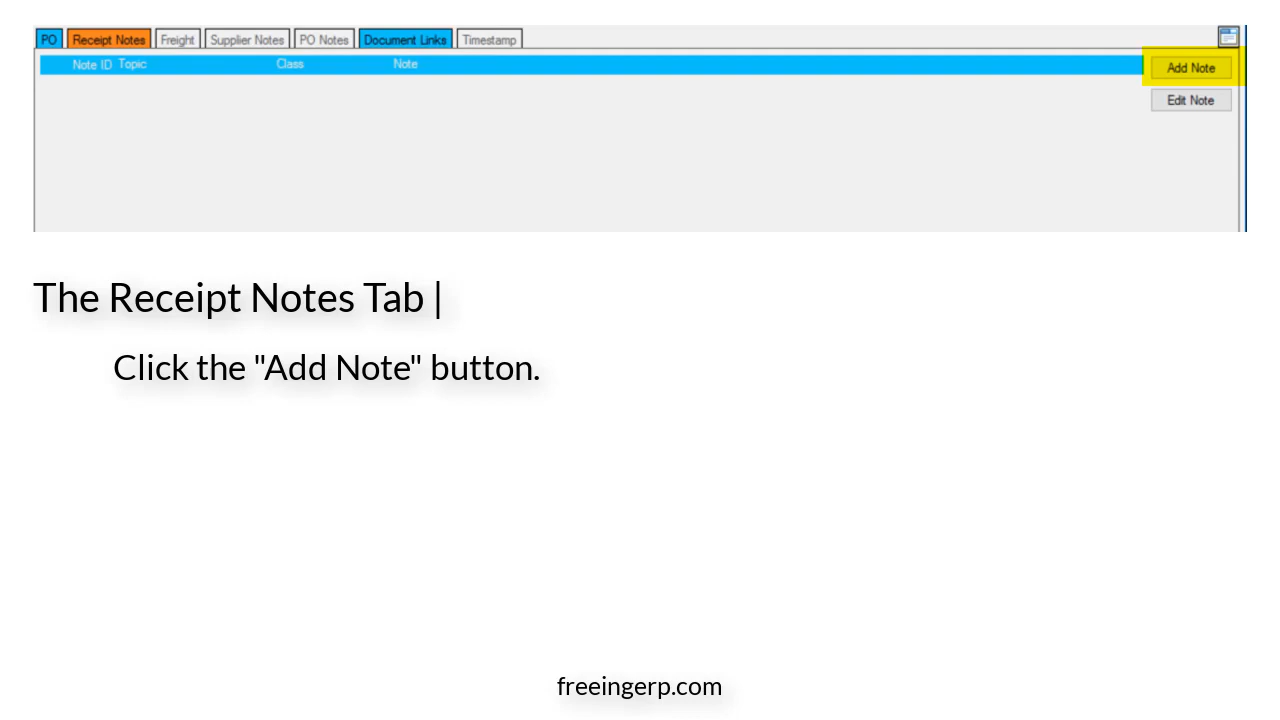 PO Receipt Notes Freight Supplier Notes PO Notes Document Links Timestamp
Note ID Topic Class Note Add Note
Edit Note
The Receipt Notes Tab |
Click the "Add Note" button.
freeingerp.com